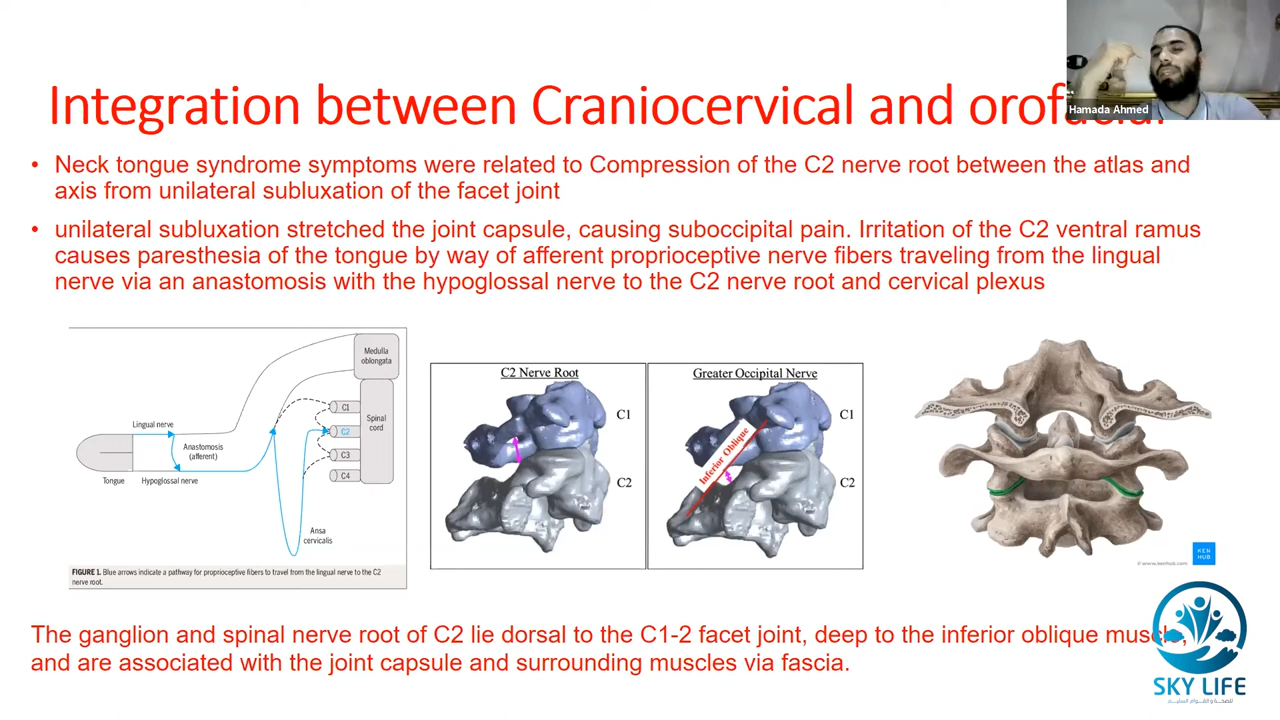 Integration between Craniocervical and
Hamada Ahmed
• Neck tongue syndrome symptoms were related to Compression of the C2 nerve root between the atlas and
axis from unilateral subluxation of the facet joint
• unilateral subluxation stretched the joint capsule, causing suboccipital pain. Irritation of the C2 ventral ramus
causes paresthesia of the tongue by way of afferent proprioceptive nerve fibers traveling from the lingual
nerve via an anastomosis with the hypoglossal nerve to the C2 nerve root and cervical plexus
Medulla
oblongata
C1
Spinal
cord
C2
C3
C4
Lingual nerve
Anastomosis
(afferent)
Tongue
Hypoglossal nerve
Ansa
cervicalis
FIGURE 1. Blue arrows indicate a pathway for proprioceptive fibers to travel from the lingual nerve to the C2
nerve root.
C2 Nerve Root
C1
C2
Greater Occipital Nerve
C1
Inferior Oblique
C2
© www.kenhub.com
KEN
HUB
The ganglion and spinal nerve root of C2 lie dorsal to the C1-2 facet joint, deep to the inferior oblique muscle,
and are associated with the joint capsule and surrounding muscles via fascia.
SKY LIFE